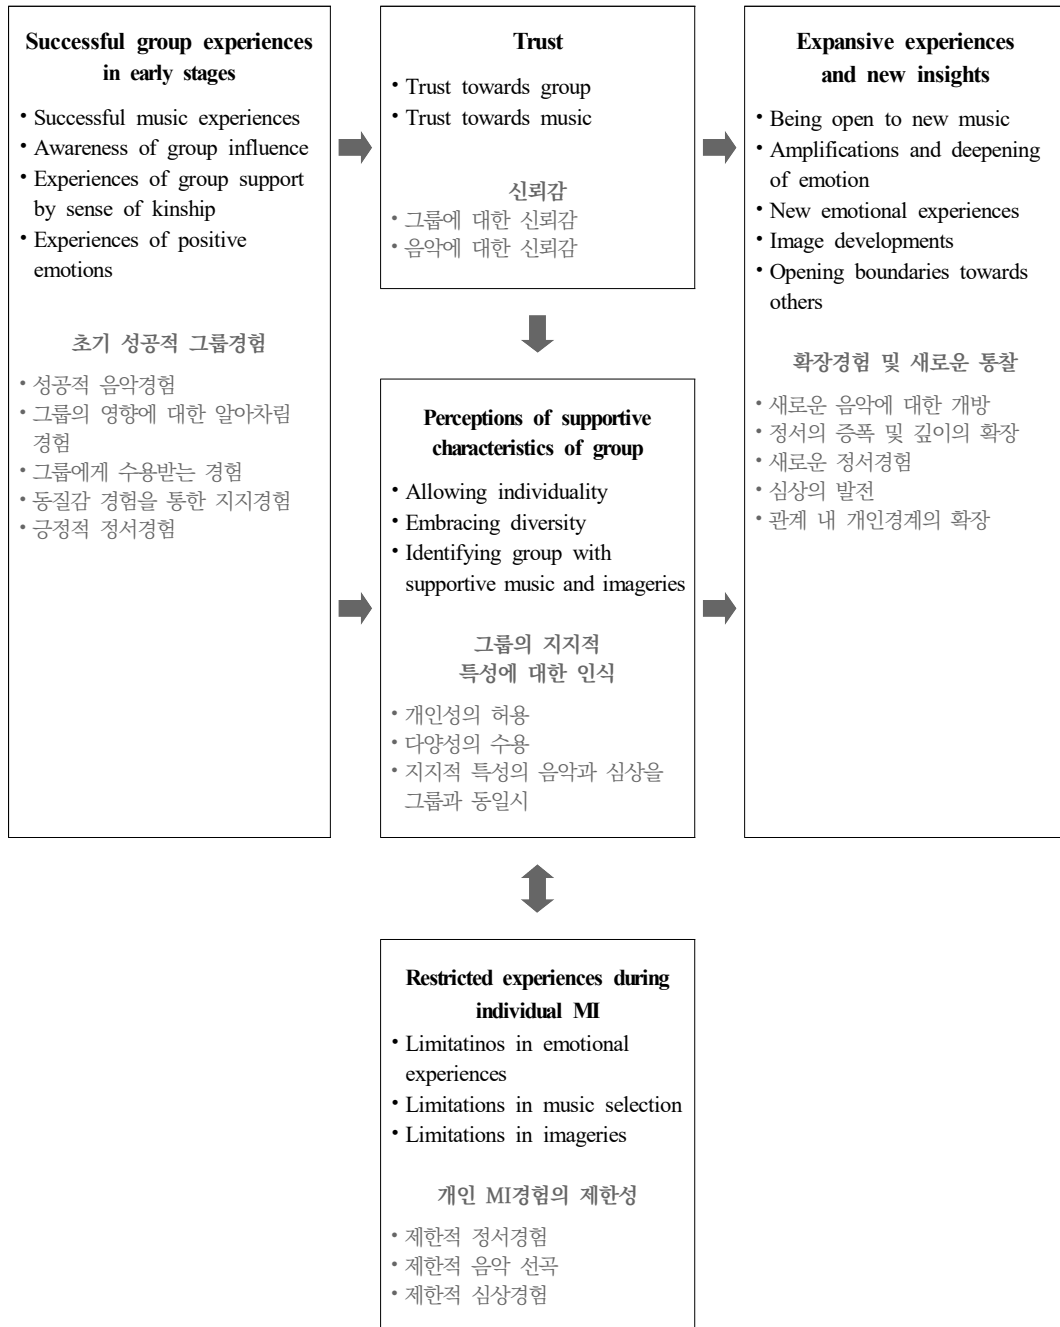 Successful group experiences
in early stages
• Successful music experiences
• Awareness of group influence
• Experiences of group support
by sense of kinship
• Experiences of positive
emotions
초기 성공적 그룹경험
• 성공적 음악경험
• 그룹의 영향에 대한 알아차림
경험
• 그룹에게 수용받는 경험
• 동질감 경험을 통한 지지경험
• 긍정적 정서경험
Trust
• Trust towards group
• Trust towards music
신뢰감
• 그룹에 대한 신뢰감
• 음악에 대한 신뢰감
Perceptions of supportive
characteristics of group
• Allowing individuality
• Embracing diversity
• Identifying group with
supportive music and imageries
그룹의 지지적
특성에 대한 인식
• 개인성의 허용
• 다양성의 수용
• 지지적 특성의 음악과 심상을
그룹과 동일시
Expansive experiences
and new insights
• Being open to new music
• Amplifications and deepening
of emotion
• New emotional experiences
• Image developments
• Opening boundaries towards
others
확장경험 및 새로운 통찰
• 새로운 음악에 대한 개방
• 정서의 증폭 및 깊이의 확장
• 새로운 정서경험
• 심상의 발전
• 관계 내 개인경계의 확장
Restricted experiences during
individual MI
• Limitatinos in emotional
experiences
• Limitations in music selection
• Limitations in imageries
개인 MI경험의 제한성
• 제한적 정서경험
• 제한적 음악 선곡
• 제한적 심상경험